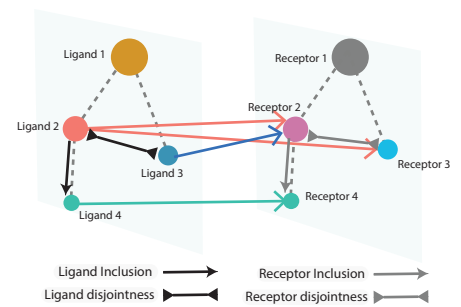 Ligand 1
Receptor 1
Receptor 2
Ligand 2
Ligand 3
Receptor 3
Receptor 4
Ligand 4
Ligand Inclusion
Receptor Inclusion
Ligand disjointness
Receptor disjointness